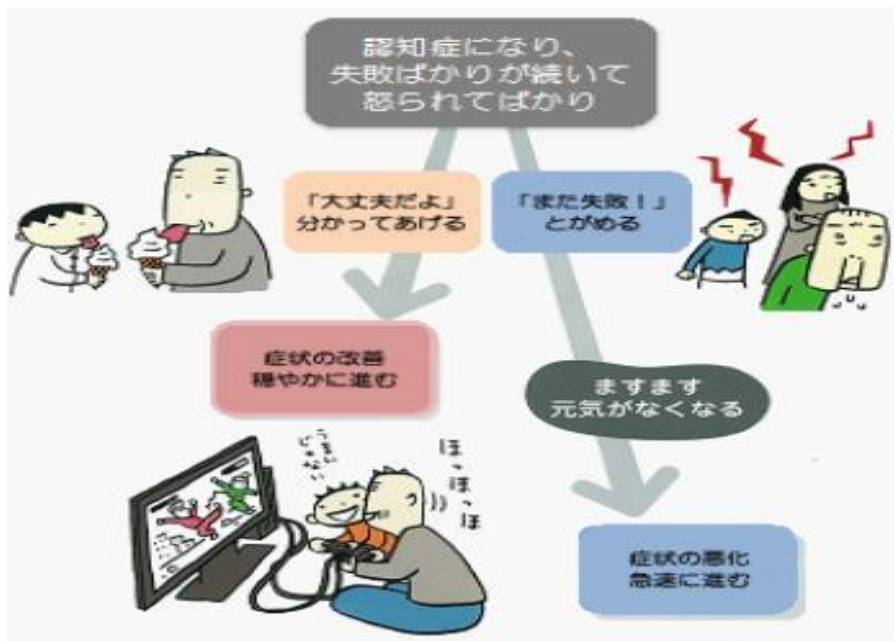 認知症になり、
失敗ばかりが続いて
怒られてばかり
「大丈夫だよ」
分かってあげる
「また失敗！」
とがめる
症状の改善
穏やかに進む
ますます
元気がなくなる
うまい
じゃない
ほっほっほ
症状の悪化
急速に進む